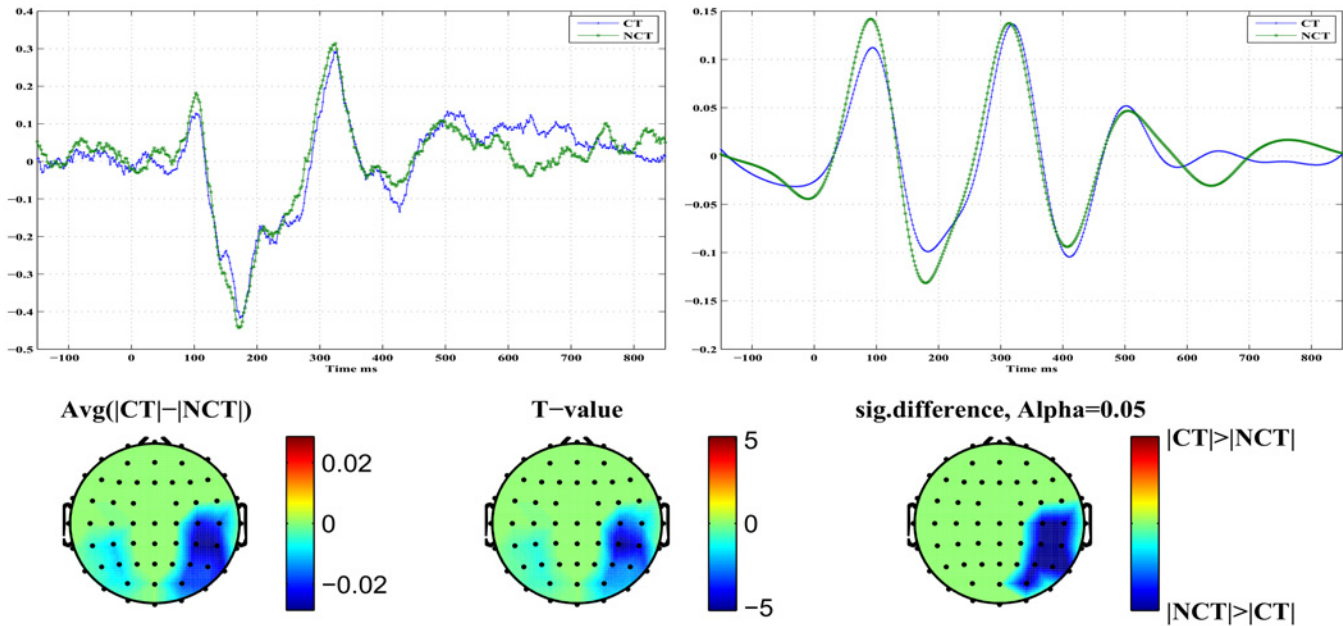 CT
NCT
0.4
0.3
0.2
0.1
0
−0.1
−0.2
−0.3
−0.4
−0.5
−100 0 100 200 300 400 500 600 700 800
Time ms
CT
NCT
0.15
0.1
0.05
0
−0.05
−0.1
−0.15
−0.2
−100 0 100 200 300 400 500 600 700 800
Time ms
Avg(|CT|−|NCT|)
0.02
0
−0.02
T−value
5
0
−5
sig.difference, Alpha=0.05
|CT|>|NCT|
0
|NCT|>|CT|